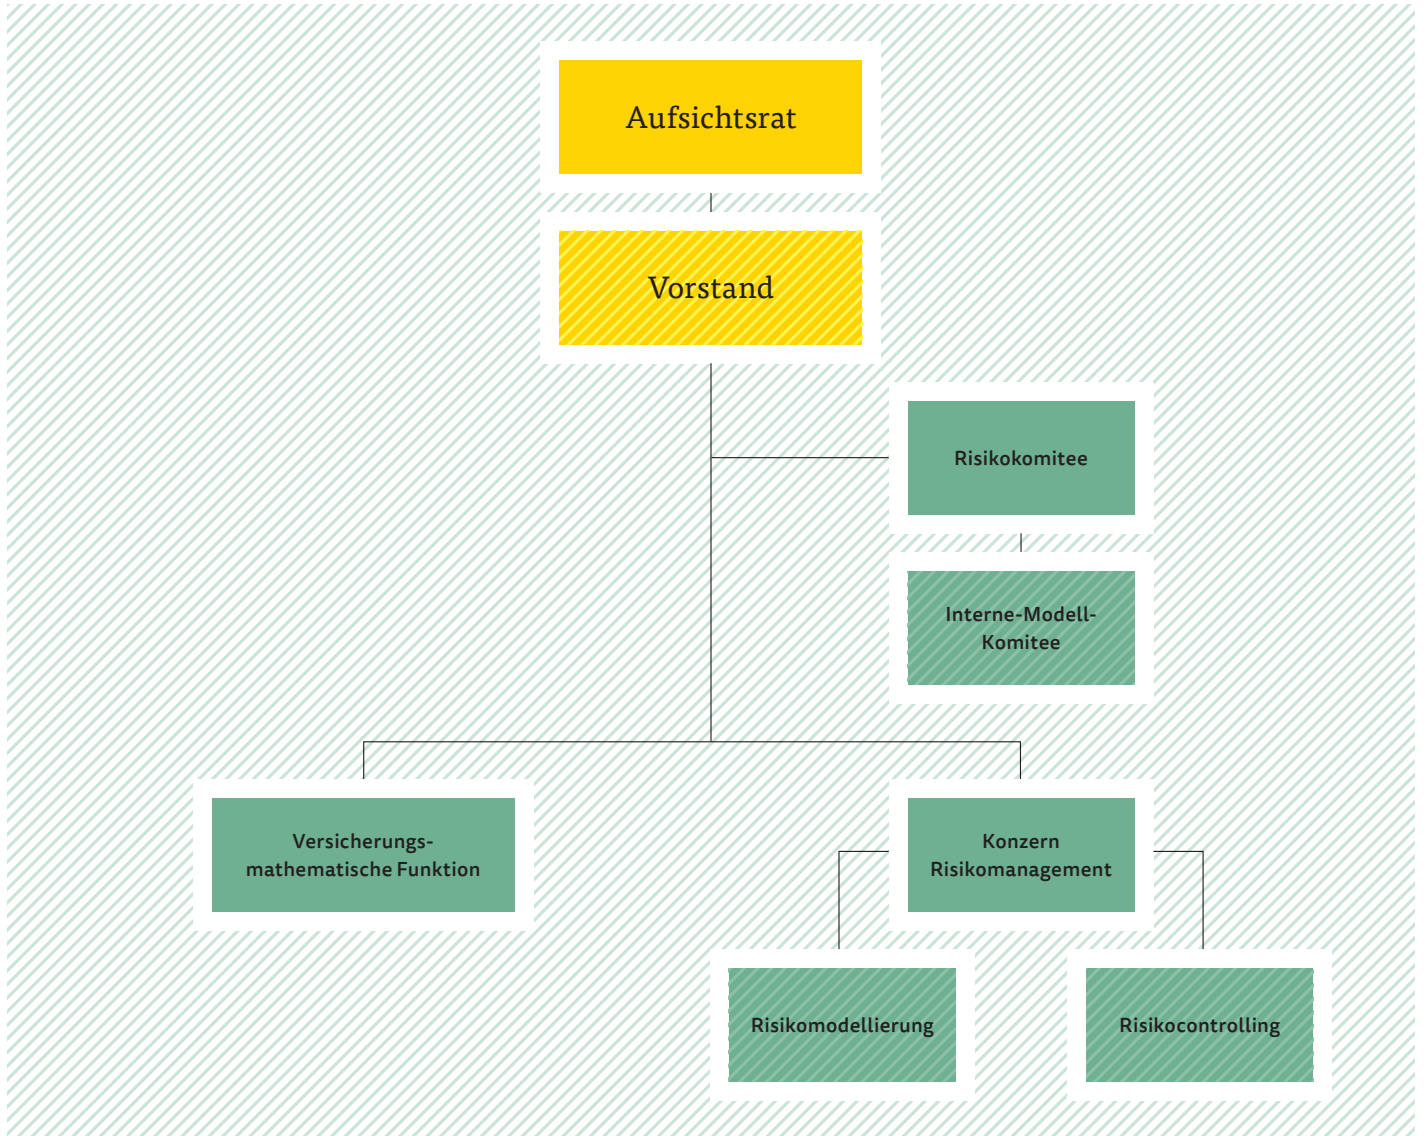 Aufsichtsrat
Vorstand
Risikokomitee
Interne-Modell-
Komitee
Versicherungs-
mathematische Funktion
Konzern
Risikomanagement
Risikomodellierung
Risikocontrolling